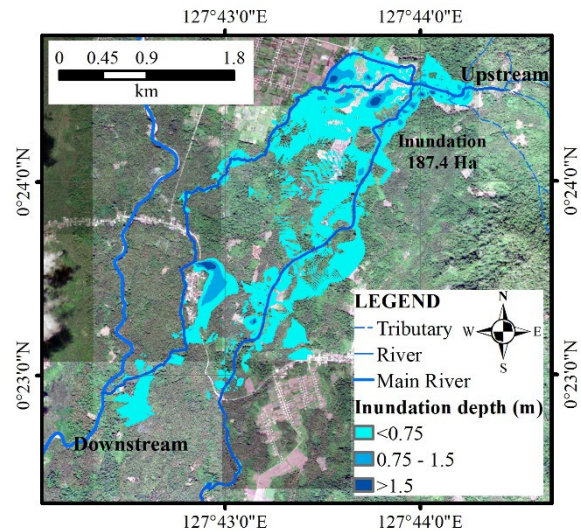 127°43'0"E 127°44'0"E
0 0.45 0.9 1.8
km
Upstream
Inundation
187.4 Ha
0°24'0"N 0°24'0"N
LEGEND
Tributary
River
Main River
N
W E
S
0°23'0"N 0°23'0"N
Inundation depth (m)
<0.75
0.75 - 1.5
>1.5
Downstream
127°43'0"E 127°44'0"E